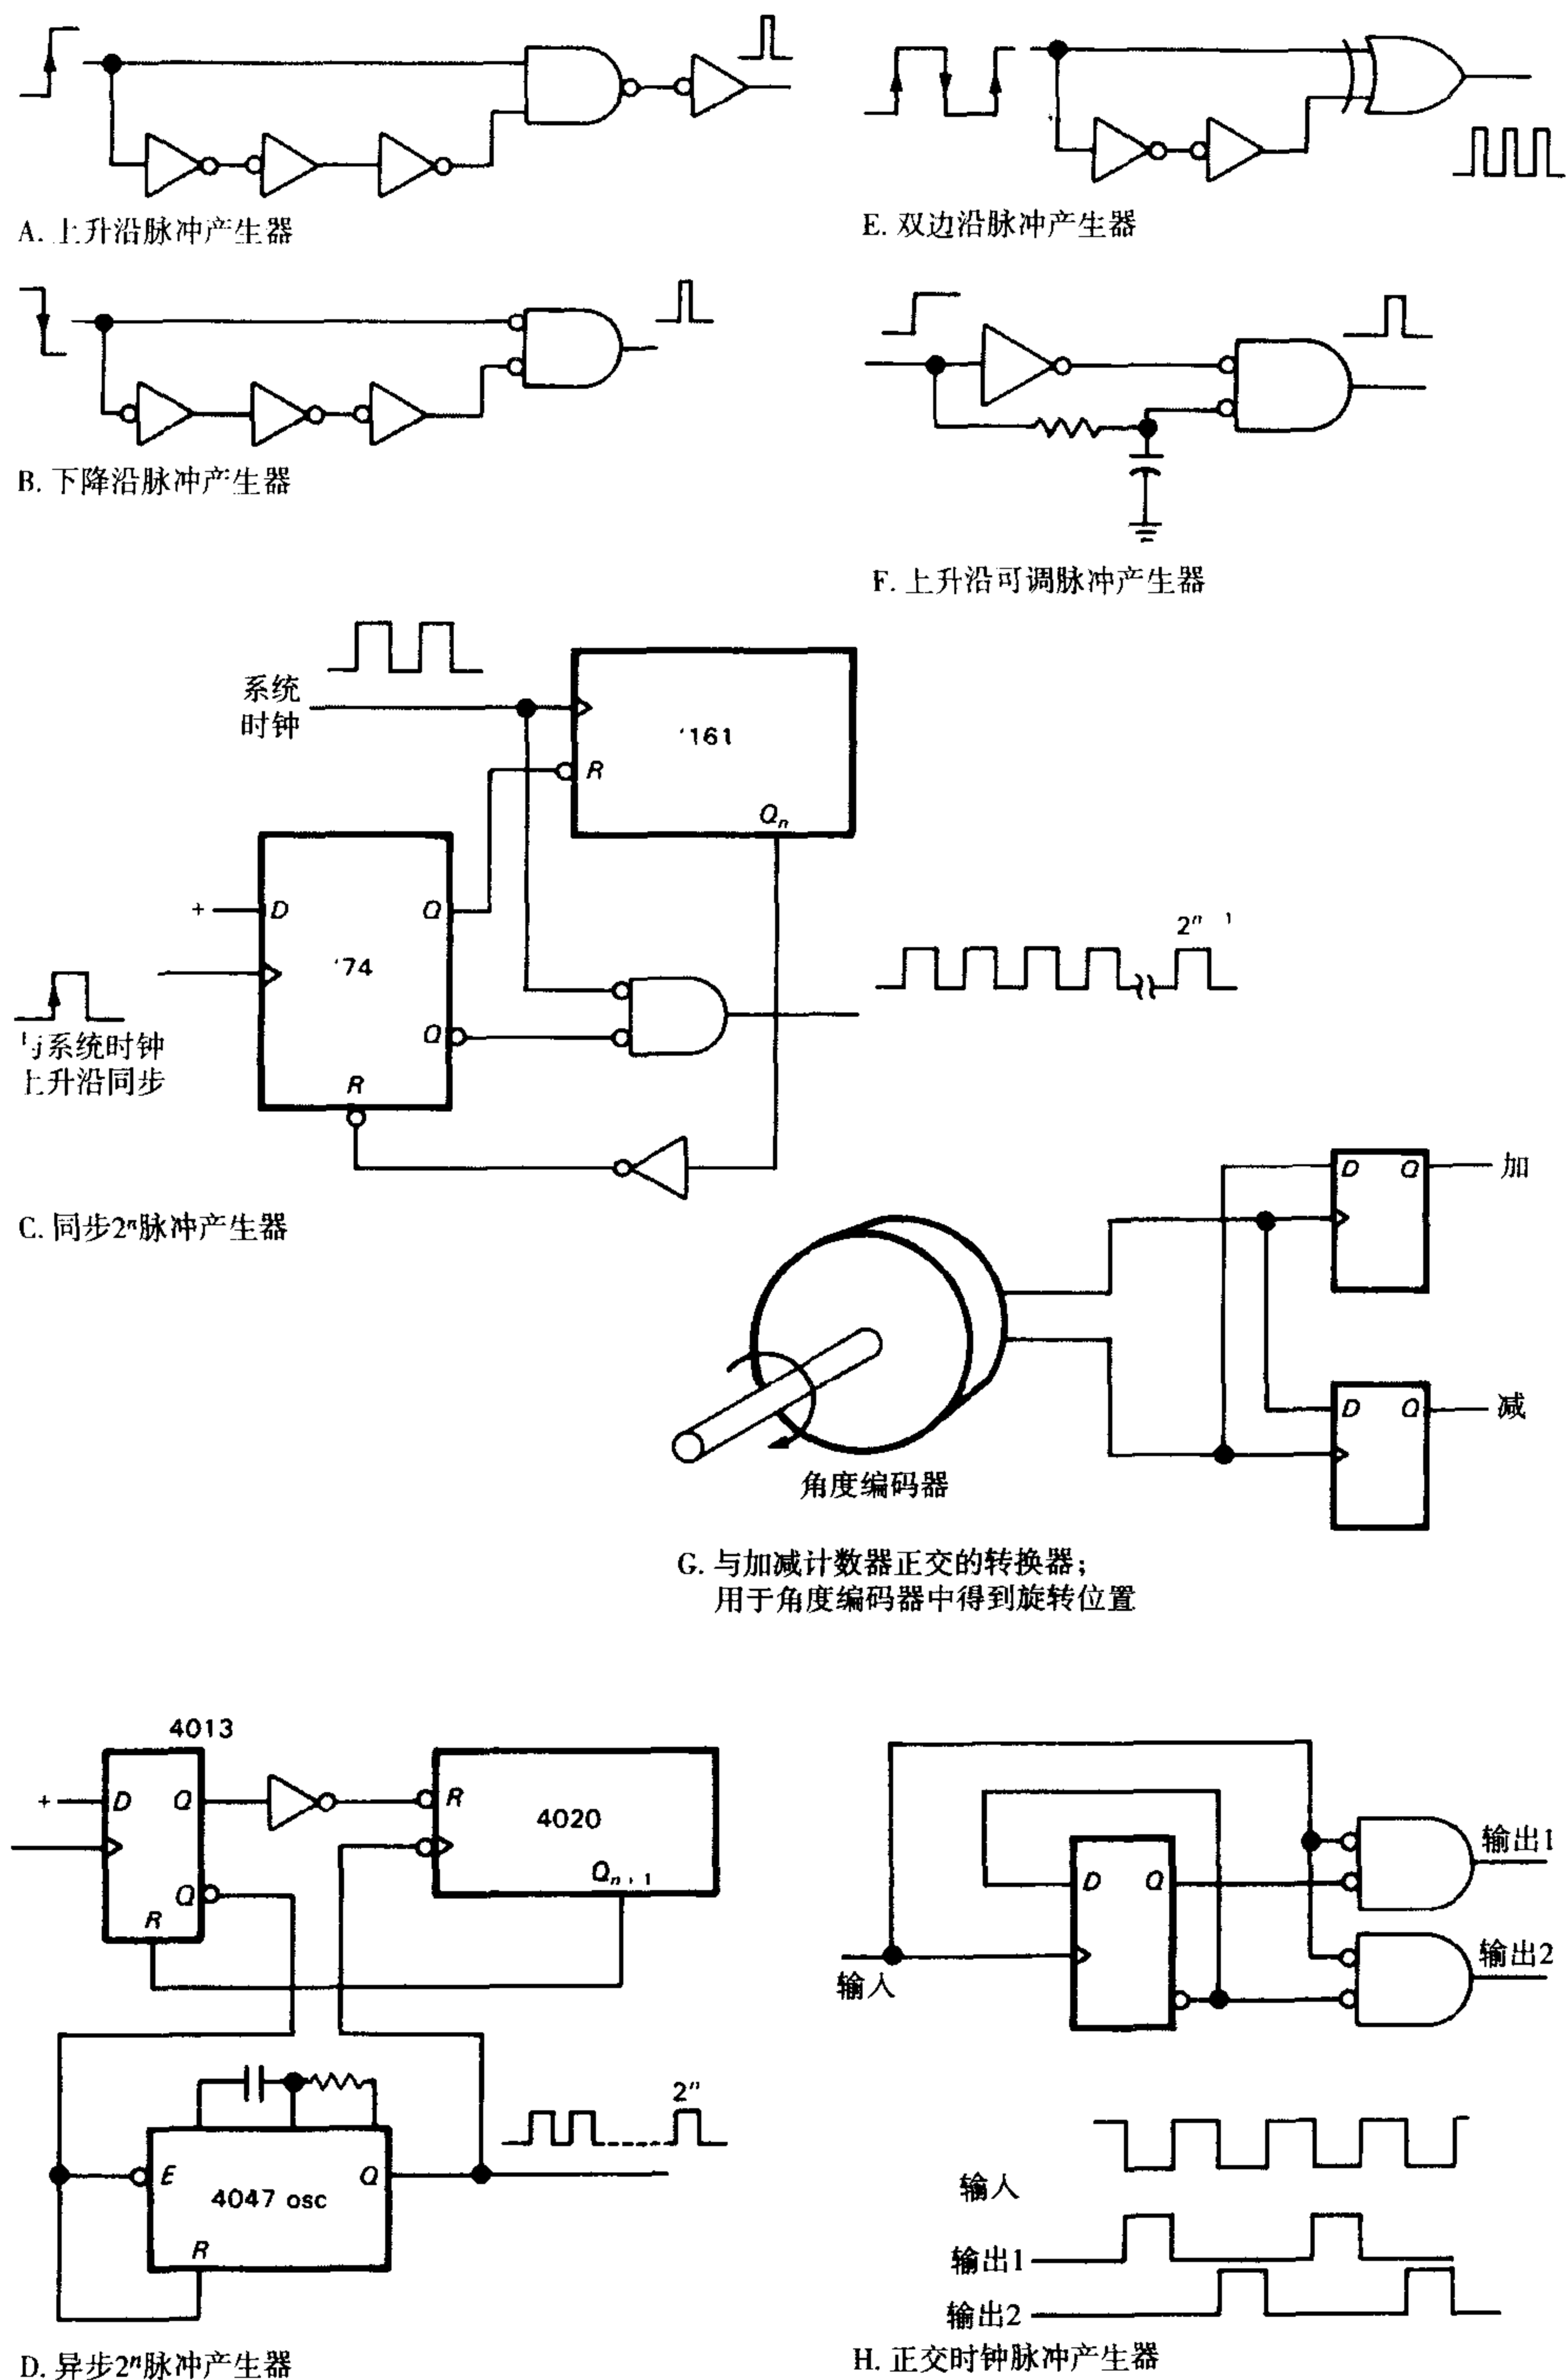 A. 上升沿脉冲产生器
E. 双边沿脉冲产生器
B. 下降沿脉冲产生器
F. 上升沿可调脉冲产生器
系统
时钟
'161
R
Qn
+
D
Q
'74
Q
R
与系统时钟
上升沿同步
2ⁿ⁻¹
C. 同步2ⁿ脉冲产生器
D
Q
加
D
Q
减
角度编码器
G. 与加减计数器正交的转换器;
用于角度编码器中得到旋转位置
4013
+
D
Q
Q
R
R
4020
Qn+1
E
Q
4047 osc
R
2ⁿ
D. 异步2ⁿ脉冲产生器
D
Q
输入
输出1
输出2
输入
输出1
输出2
H. 正交时钟脉冲产生器